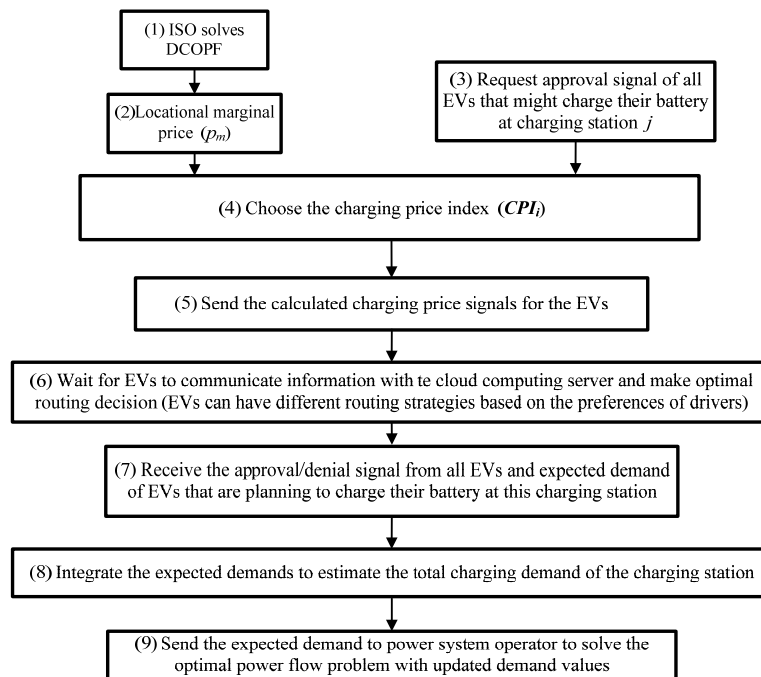 (1) ISO solves
DCOPF
(2)Locational marginal
price (pm)
(3) Request approval signal of all
EVs that might charge their battery
at charging station j
(4) Choose the charging price index (CPIi)
(5) Send the calculated charging price signals for the EVs
(6) Wait for EVs to communicate information with te cloud computing server and make optimal
routing decision (EVs can have different routing strategies based on the preferences of drivers)
(7) Receive the approval/denial signal from all EVs and expected demand
of EVs that are planning to charge their battery at this charging station
(8) Integrate the expected demands to estimate the total charging demand of the charging station
(9) Send the expected demand to power system operator to solve the
optimal power flow problem with updated demand values